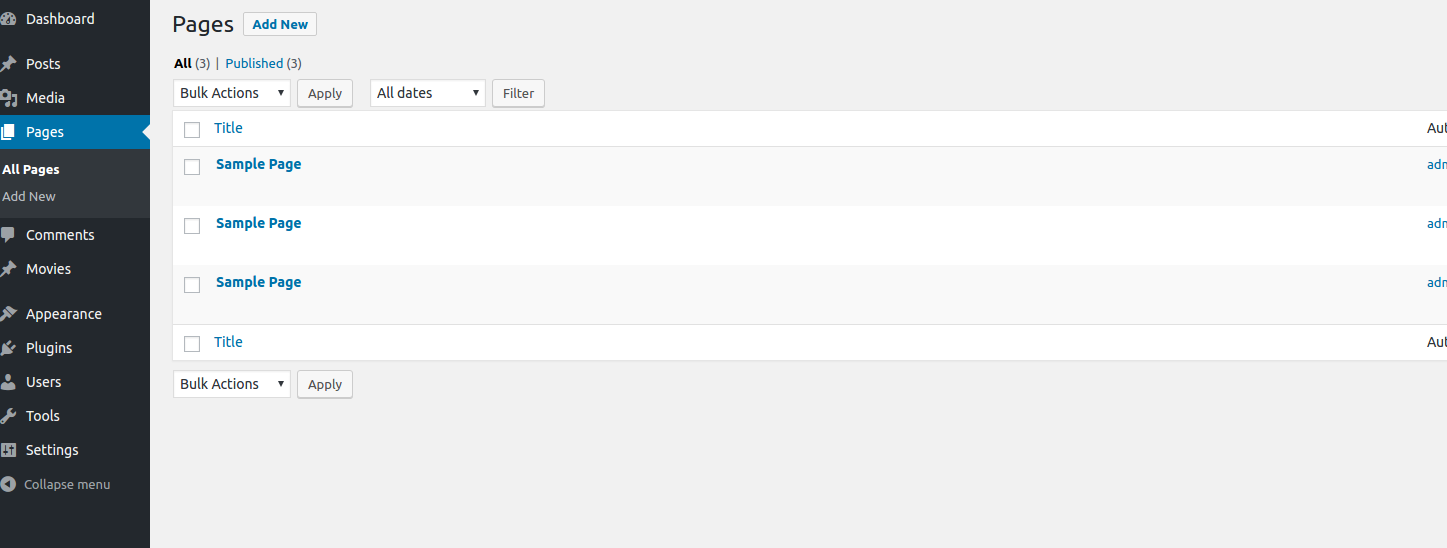 Dashboard
Posts
Media
Pages
All Pages
Add New
Comments
Movies
Appearance
Plugins
Users
Tools
Settings
Collapse menu
Pages Add New
All (3) | Published (3)
Bulk Actions Apply All dates Filter
Title Aut
Sample Page adm
Sample Page adm
Sample Page adm
Title Aut
Bulk Actions Apply